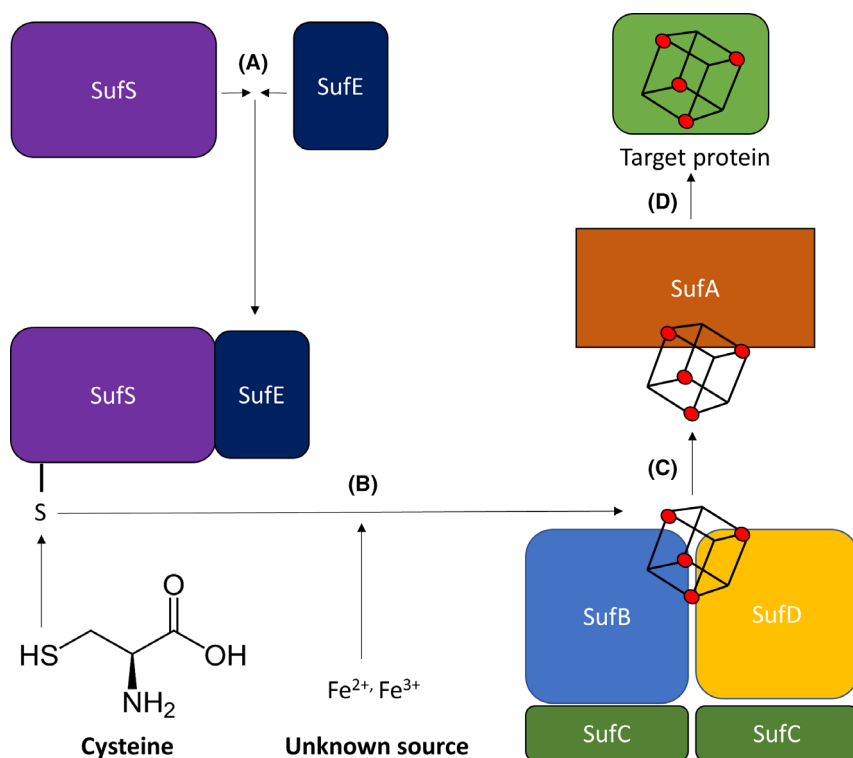 (A)
SufS
SufE
Target protein
(D)
SufA
SufS
SufE
(C)
(B)
S
O
HS
OH
NH₂
Fe²⁺, Fe³⁺
SufB
SufD
SufC
SufC
Cysteine
Unknown source